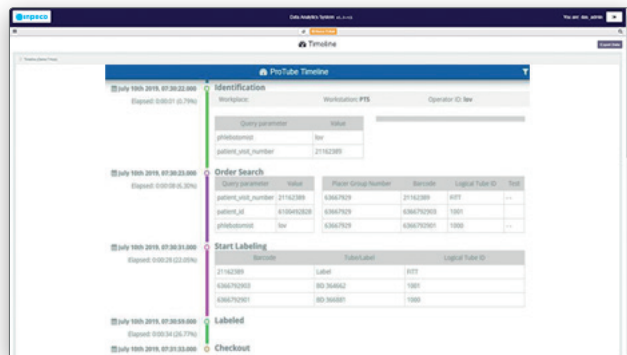 inpeco
Data Analytics System
You are: das_admin
Timeline
Export Data
ProTube Timeline
July 10th 2019, 07:30:22.000 Identification
Elapsed: 0:00:01 (0.79%) Workplace: Workstation: PTS Operator ID: lov
Query parameter Value
phlebotomist lov
patient_visit_number 21162389
July 10th 2019, 07:30:23.000 Order Search
Elapsed: 0:00:08 (6.30%) Query parameter Value Placer Group Number Barcode Logical Tube ID Test
patient_visit_number 21162389 63667929 21162389 FITT --
patient_id 6100492828 63667929 6366792903 1001 --
phlebotomist lov 63667929 6366792901 1000 --
July 10th 2019, 07:30:31.000 Start Labeling
Elapsed: 0:00:29 (23.05%) Barcode Tube/Label Logical Tube ID
21162389 Label FITT
6366792903 BD 364662 1001
6366792901 BD 366881 1000
July 10th 2019, 07:30:59.000 Labeled
Elapsed: 0:00:34 (26.77%)
July 10th 2019, 07:31:33.000 Checkout